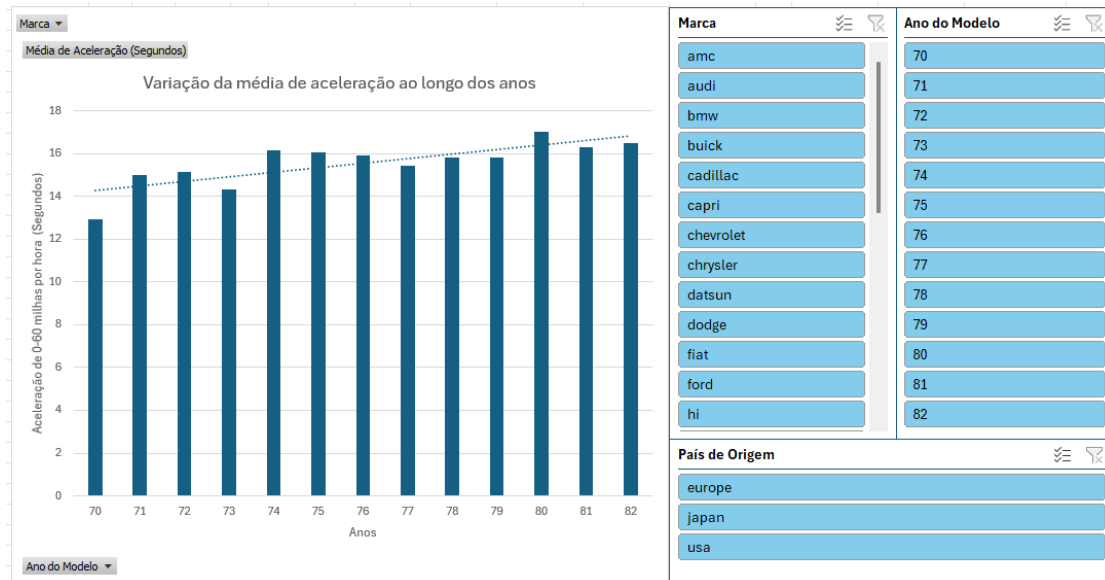 Marca
Média de Aceleração (Segundos)
Variação da média de aceleração ao longo dos anos
Aceleração de 0-60 milhas por hora (Segundos)
18
16
14
12
10
8
6
4
2
0
70 71 72 73 74 75 76 77 78 79 80 81 82
Anos
Ano do Modelo
Marca
amc
audi
bmw
buick
cadillac
capri
chevrolet
chrysler
datsun
dodge
fiat
ford
hi
Ano do Modelo
70
71
72
73
74
75
76
77
78
79
80
81
82
País de Origem
europe
japan
usa